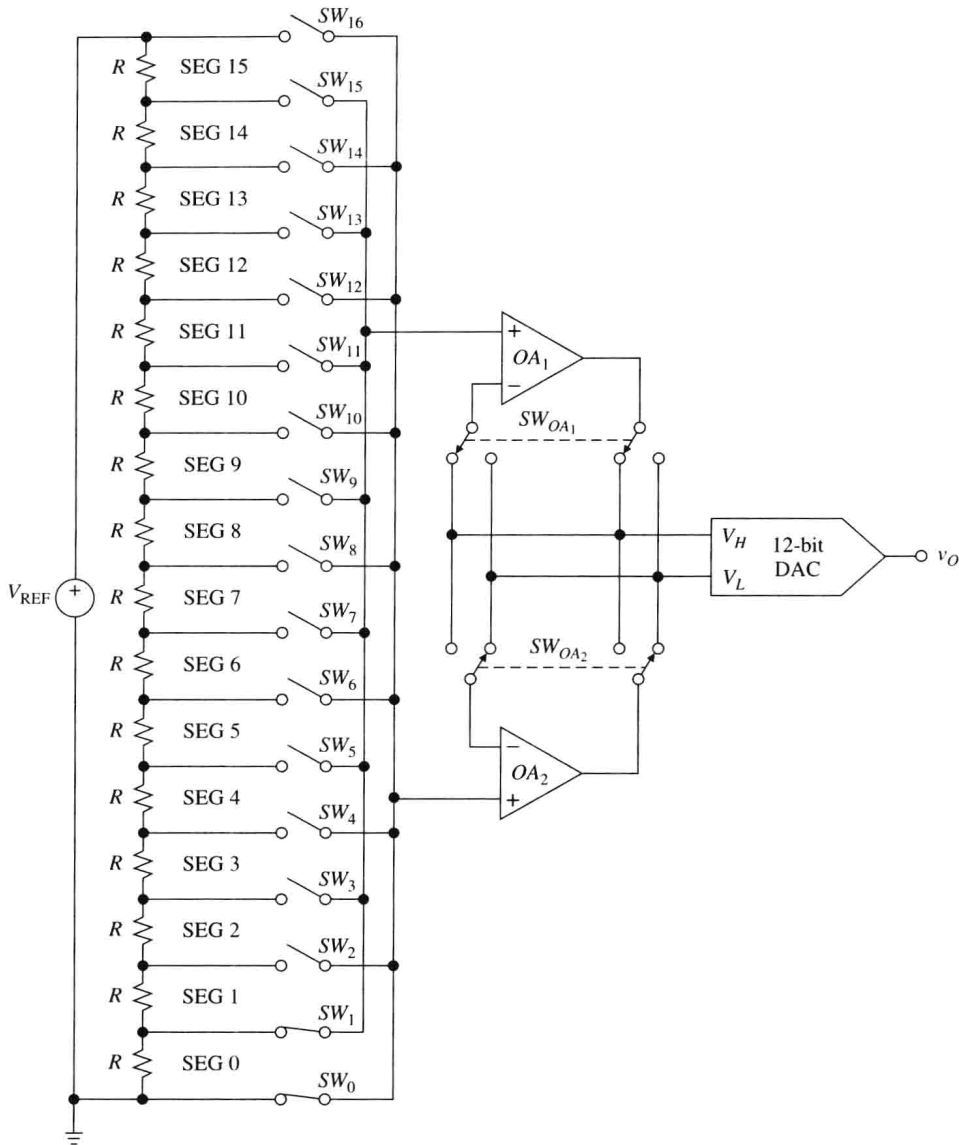 SW16
R SEG 15
SW15
R SEG 14
SW14
R SEG 13
SW13
R SEG 12
SW12
R SEG 11
SW11
R SEG 10
SW10
R SEG 9
SW9
R SEG 8
SW8
R SEG 7
SW7
R SEG 6
SW6
R SEG 5
SW5
R SEG 4
SW4
R SEG 3
SW3
R SEG 2
SW2
R SEG 1
SW1
R SEG 0
SW0
VREF
+
+
OA1
−
SWOA1
VH
VL
12-bit
DAC
vO
SWOA2
−
OA2
+